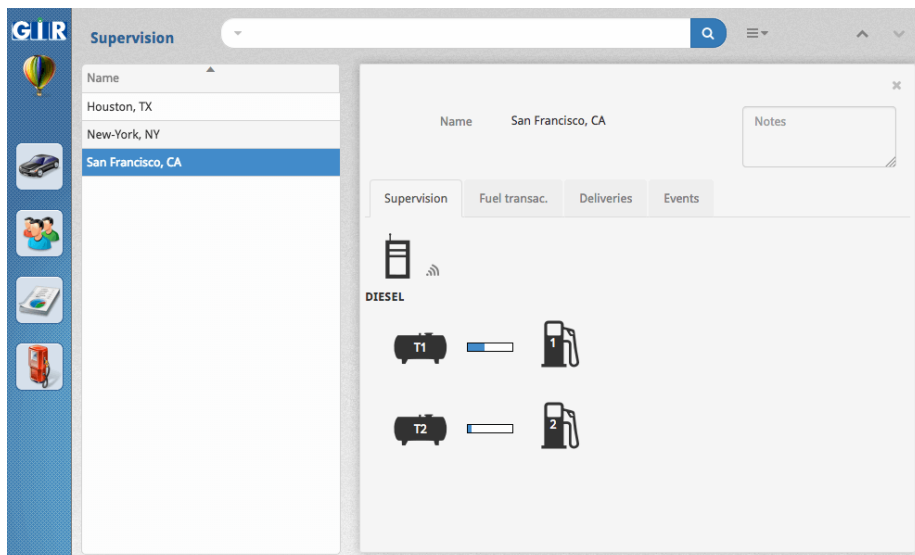 GIR
Supervision
Name
Houston, TX
New-York, NY
San Francisco, CA
Name San Francisco, CA
Notes
Supervision Fuel transac. Deliveries Events
DIESEL
T1 1
T2 2